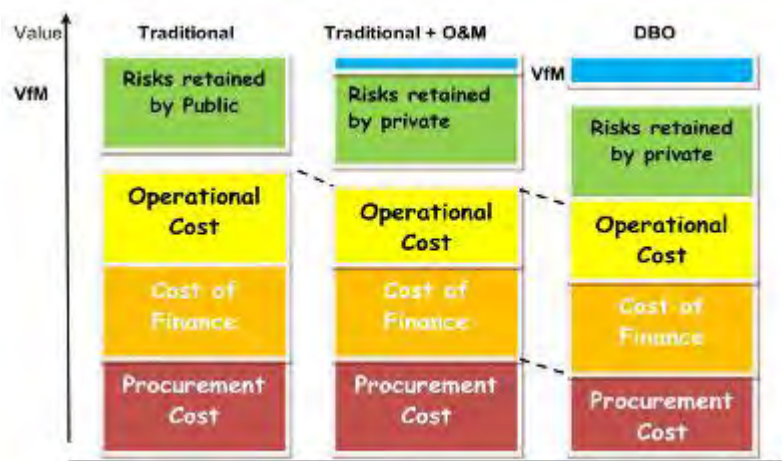 Value
Traditional
Traditional + O&M
DBO
VfM
Risks retained
by Public
Operational
Cost
Cost of
Finance
Procurement
Cost
Risks retained
by private
Operational
Cost
Cost of
Finance
Procurement
Cost
VfM
Risks retained
by private
Operational
Cost
Cost of
Finance
Procurement
Cost